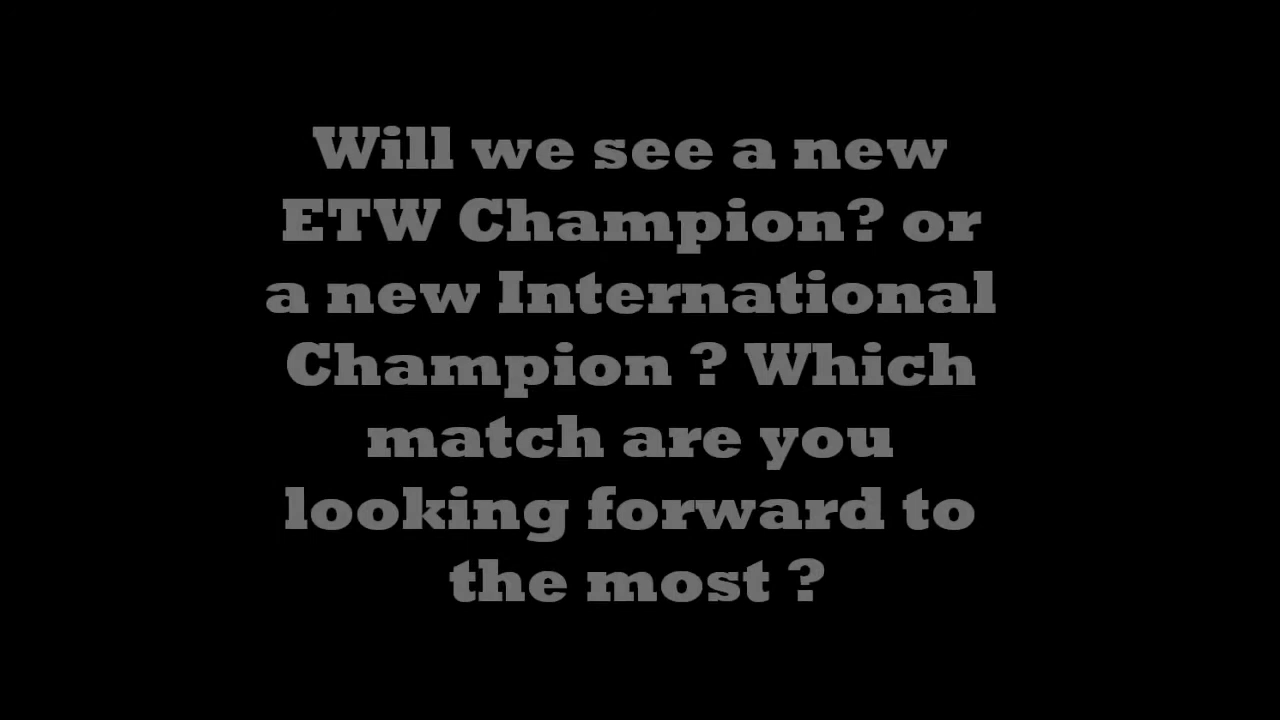 Will we see a new
ETW Champion? or
a new International
Champion ? Which
match are you
looking forward to
the most ?